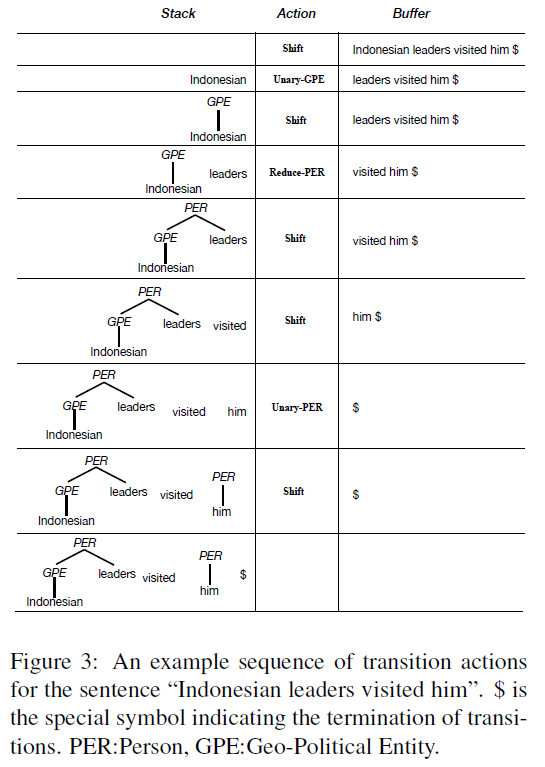 Stack Action Buffer
Shift Indonesian leaders visited him $
Indonesian Unary-GPE leaders visited him $
GPE
Shift leaders visited him $
Indonesian
GPE
leaders Reduce-PER visited him $
Indonesian
PER
GPE leaders Shift visited him $
Indonesian
PER
GPE leaders visited Shift him $
Indonesian
PER
GPE leaders visited him Unary-PER $
Indonesian
PER
PER
GPE leaders visited Shift $
him
Indonesian
PER
PER
GPE leaders visited $
him
Indonesian
Figure 3: An example sequence of transition actions
for the sentence “Indonesian leaders visited him”. $ is
the special symbol indicating the termination of transi-
tions. PER:Person, GPE:Geo-Political Entity.